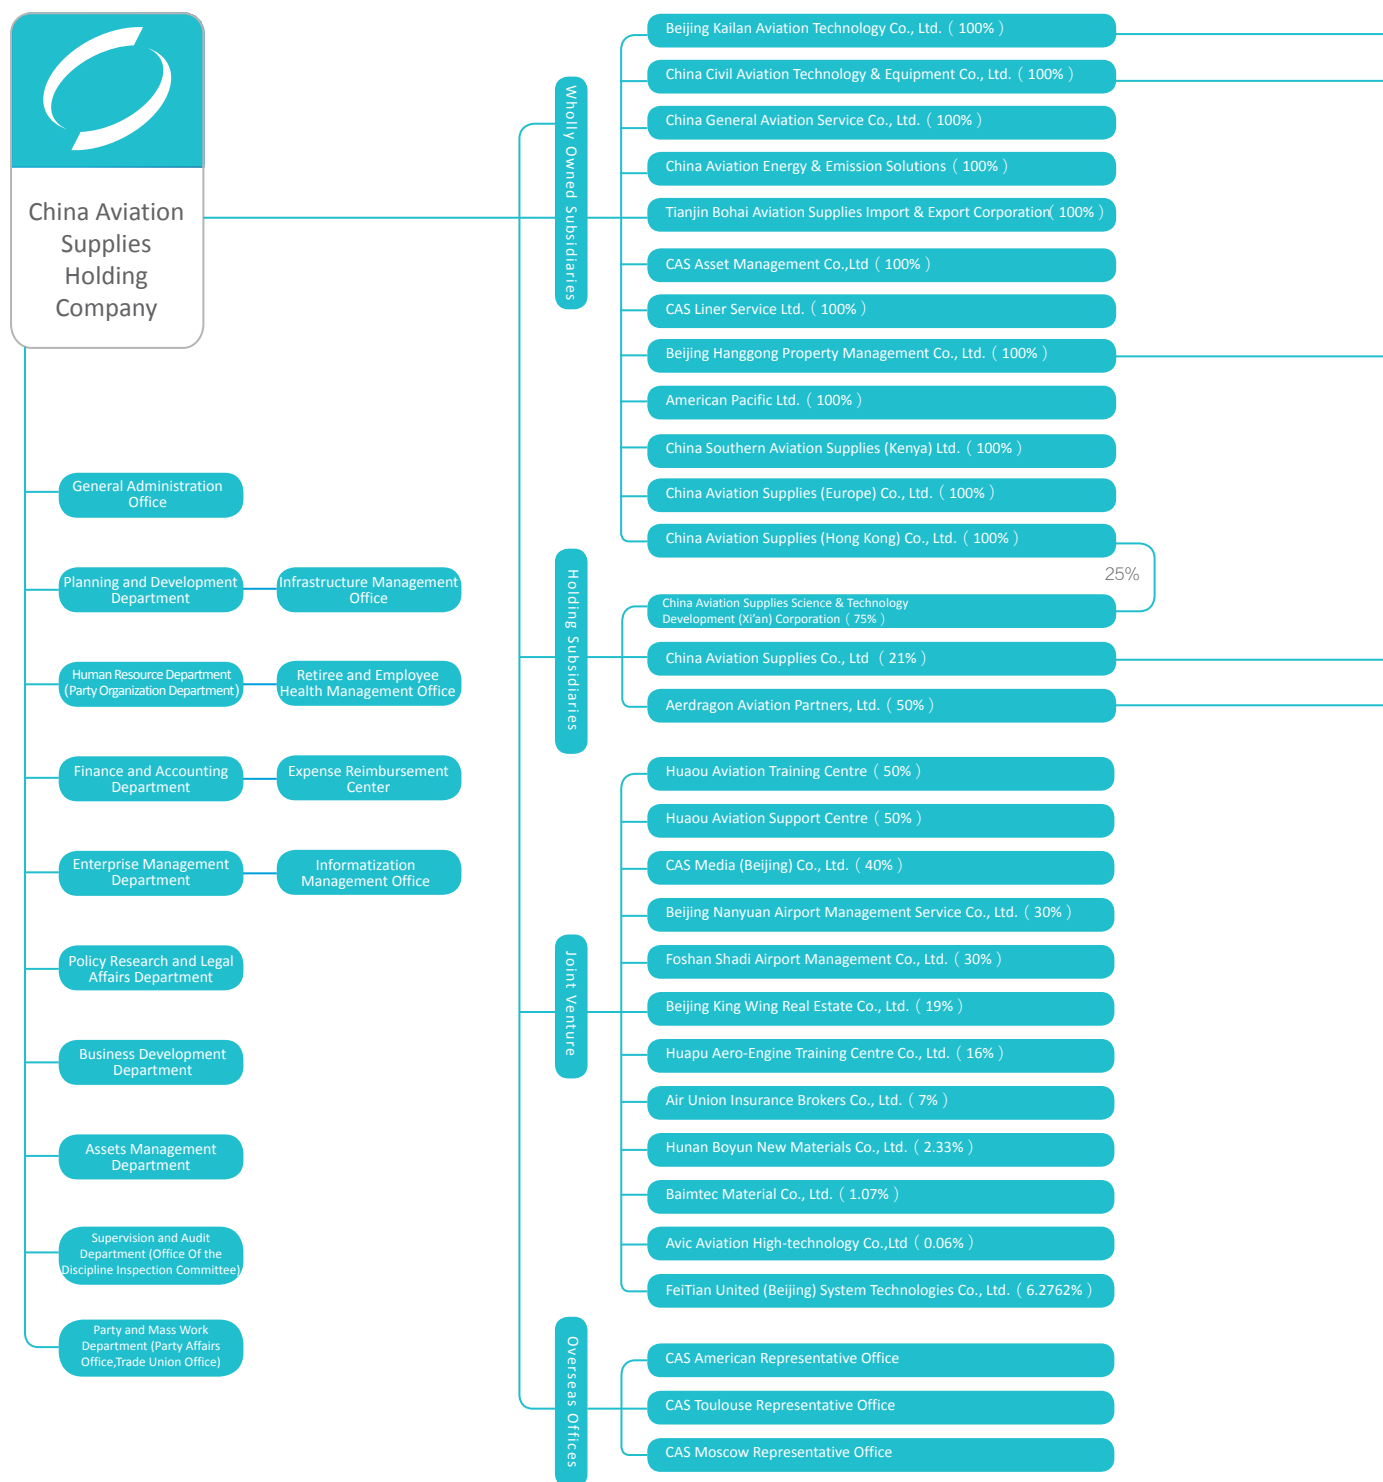 China Aviation
Supplies
Holding
Company
General Administration
Office
Planning and Development
Department
Infrastructure Management
Office
Human Resource Department
(Party Organization Department)
Retiree and Employee
Health Management Office
Finance and Accounting
Department
Expense Reimbursement
Center
Enterprise Management
Department
Informatization
Management Office
Policy Research and Legal
Affairs Department
Business Development
Department
Assets Management
Department
Supervision and Audit
Department (Office Of the
Discipline Inspection Committee)
Party and Mass Work
Department (Party Affairs
Office,Trade Union Office)
Wholly Owned Subsidiaries
Beijing Kailan Aviation Technology Co., Ltd.（100%）
China Civil Aviation Technology & Equipment Co., Ltd.（100%）
China General Aviation Service Co., Ltd.（100%）
China Aviation Energy & Emission Solutions（100%）
Tianjin Bohai Aviation Supplies Import & Export Corporation（100%）
CAS Asset Management Co.,Ltd（100%）
CAS Liner Service Ltd.（100%）
Beijing Hanggong Property Management Co., Ltd.（100%）
American Pacific Ltd.（100%）
China Southern Aviation Supplies (Kenya) Ltd.（100%）
China Aviation Supplies (Europe) Co., Ltd.（100%）
China Aviation Supplies (Hong Kong) Co., Ltd.（100%）
25%
Holding Subsidiaries
China Aviation Supplies Science & Technology
Development (Xi'an) Corporation（75%）
China Aviation Supplies Co., Ltd （21%）
Aerdragon Aviation Partners, Ltd.（50%）
Joint Venture
Huaou Aviation Training Centre（50%）
Huaou Aviation Support Centre（50%）
CAS Media (Beijing) Co., Ltd.（40%）
Beijing Nanyuan Airport Management Service Co., Ltd.（30%）
Foshan Shadi Airport Management Co., Ltd.（30%）
Beijing King Wing Real Estate Co., Ltd.（19%）
Huapu Aero-Engine Training Centre Co., Ltd.（16%）
Air Union Insurance Brokers Co., Ltd.（7%）
Hunan Boyun New Materials Co., Ltd.（2.33%）
Baimtec Material Co., Ltd.（1.07%）
Avic Aviation High-technology Co.,Ltd（0.06%）
FeiTian United (Beijing) System Technologies Co., Ltd.（6.2762%）
Overseas Offices
CAS American Representative Office
CAS Toulouse Representative Office
CAS Moscow Representative Office